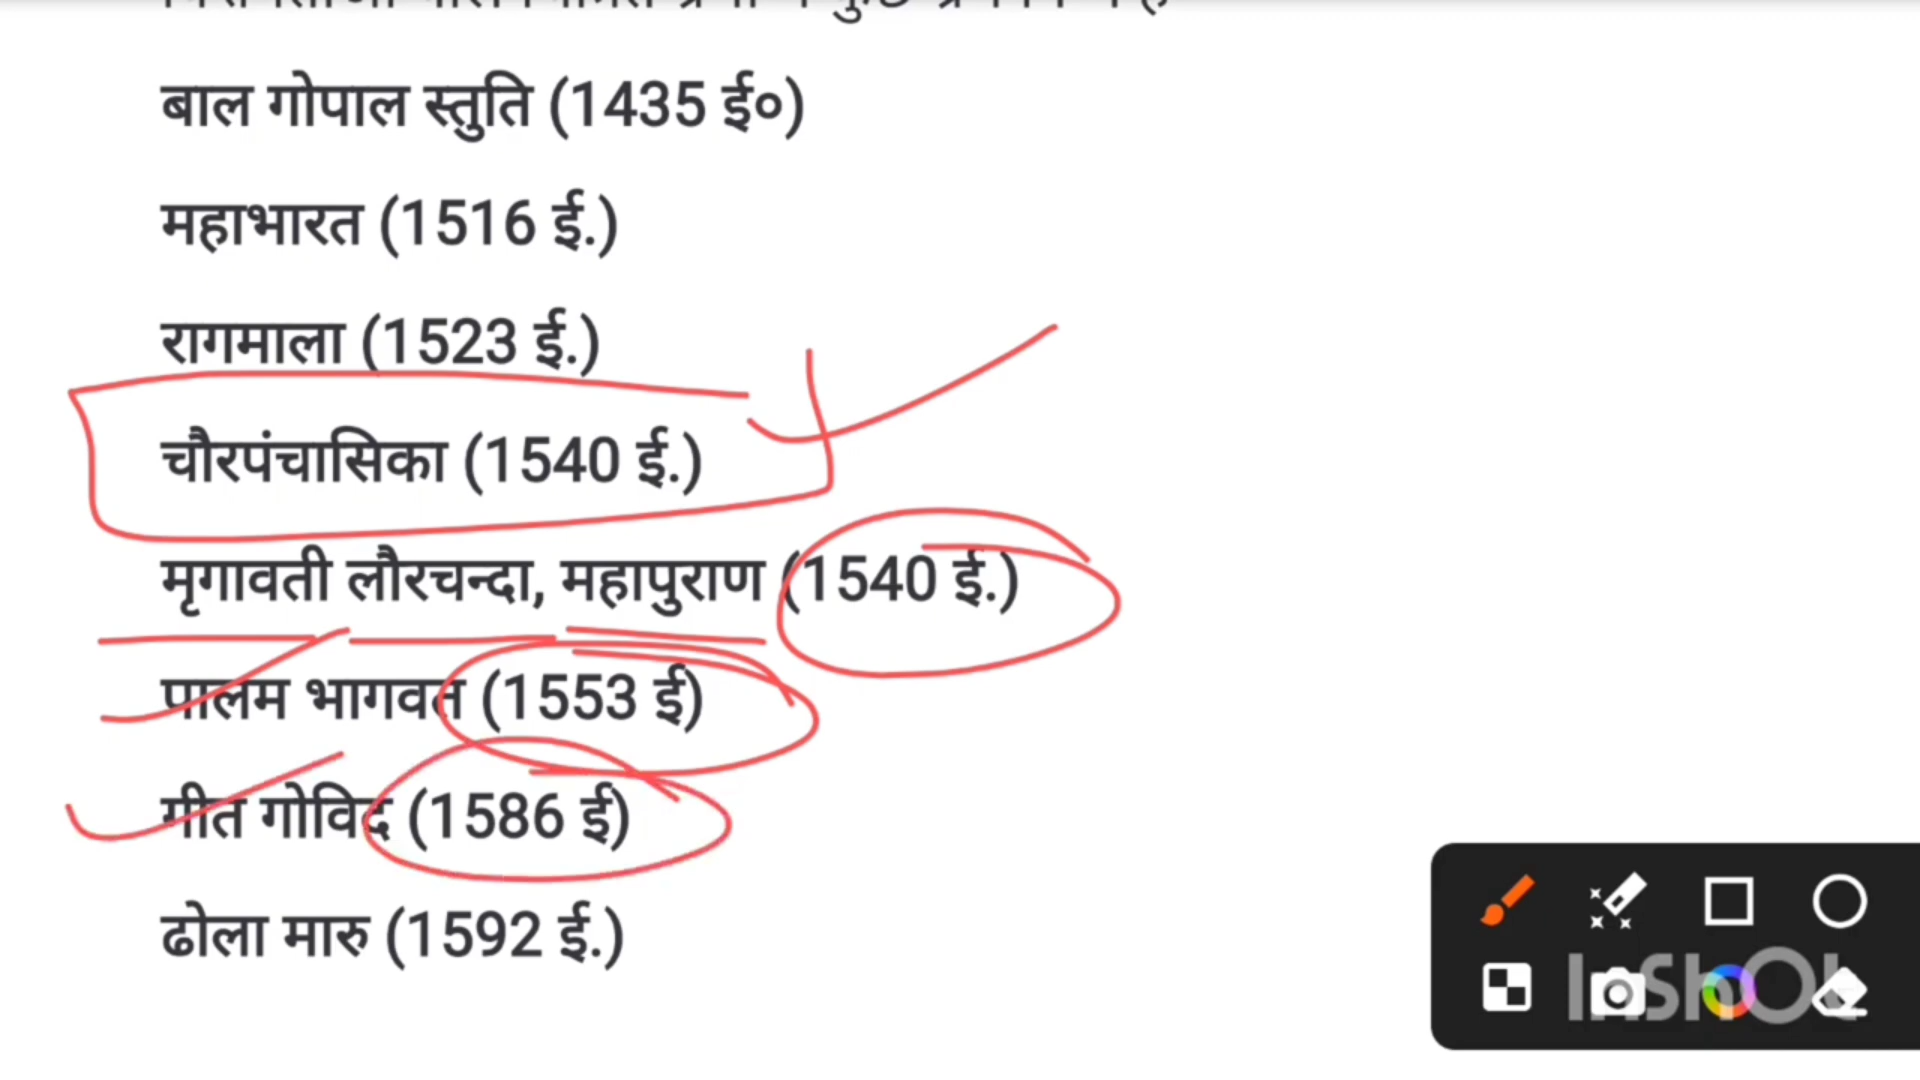 बाल गोपाल स्तुति (1435 ई०)
महाभारत (1516 ई.)
रागमाला (1523 ई.)
चौरपंचासिका (1540 ई.)
मृगावती लौरचन्दा, महापुराण (1540 ई.)
पालम भागवत (1553 ई)
गीत गोविद (1586 ई)
ढोला मारु (1592 ई.)
InShOt